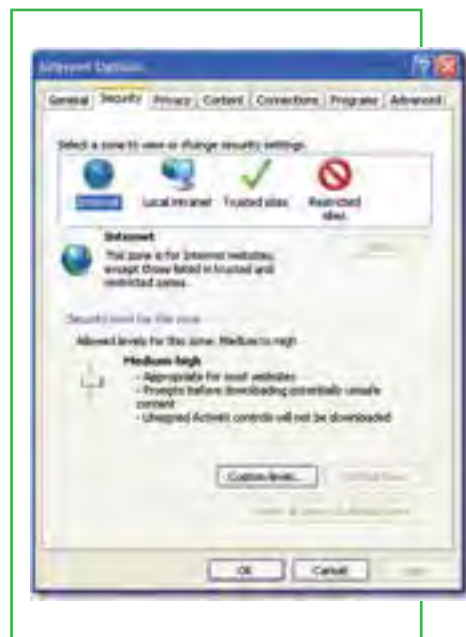 Internet Options
General Security Privacy Content Connections Programs Advanced
Select a zone to view or change security settings.
Internet Local intranet Trusted sites Restricted sites
Internet
This zone is for Internet websites,
except those listed in trusted and
restricted zones.
Security level for this zone
Allowed levels for this zone: Medium to High
Medium-high
- Appropriate for most websites
- Prompts before downloading potentially unsafe
content
- Unsigned ActiveX controls will not be downloaded
Custom level...
OK Cancel